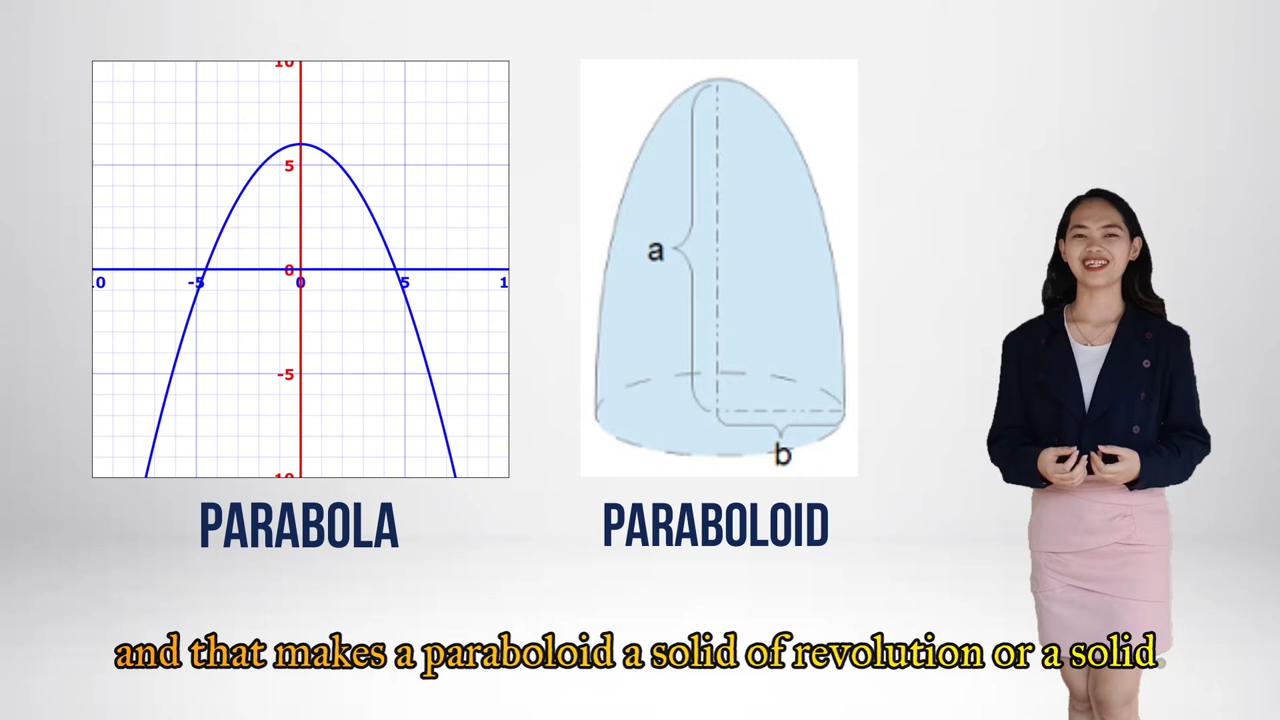 10
5
-10 -5 0 0 5 1
-5
-10
a
b
PARABOLA
PARABOLOID
and that makes a paraboloid a solid of revolution or a solid